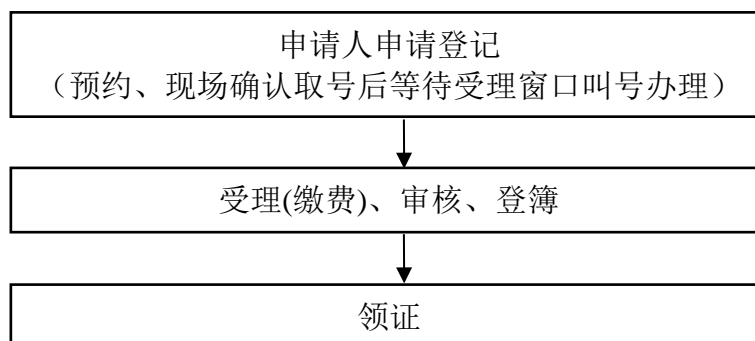 申请人申请登记
（预约、现场确认取号后等待受理窗口叫号办理）
受理(缴费)、审核、登簿
领证